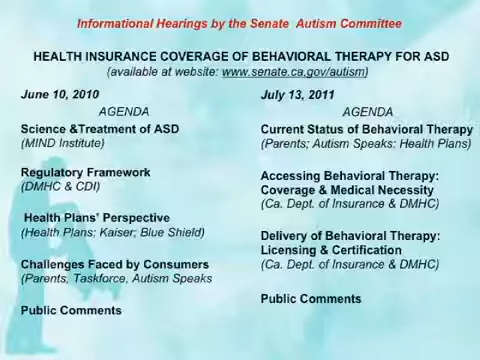 Informational Hearings by the Senate Autism Committee
HEALTH INSURANCE COVERAGE OF BEHAVIORAL THERAPY FOR ASD
(available at website: www.senate.ca.gov/autism)
June 10, 2010
AGENDA
Science &Treatment of ASD
(MIND Institute)
Regulatory Framework
(DMHC & CDI)
Health Plans' Perspective
(Health Plans: Kaiser; Blue Shield)
Challenges Faced by Consumers
(Parents, Taskforce, Autism Speaks
Public Comments
July 13, 2011
AGENDA
Current Status of Behavioral Therapy
(Parents; Autism Speaks; Health Plans)
Accessing Behavioral Therapy:
Coverage & Medical Necessity
(Ca. Dept. of Insurance & DMHC)
Delivery of Behavioral Therapy:
Licensing & Certification
(Ca. Dept. of Insurance & DMHC)
Public Comments